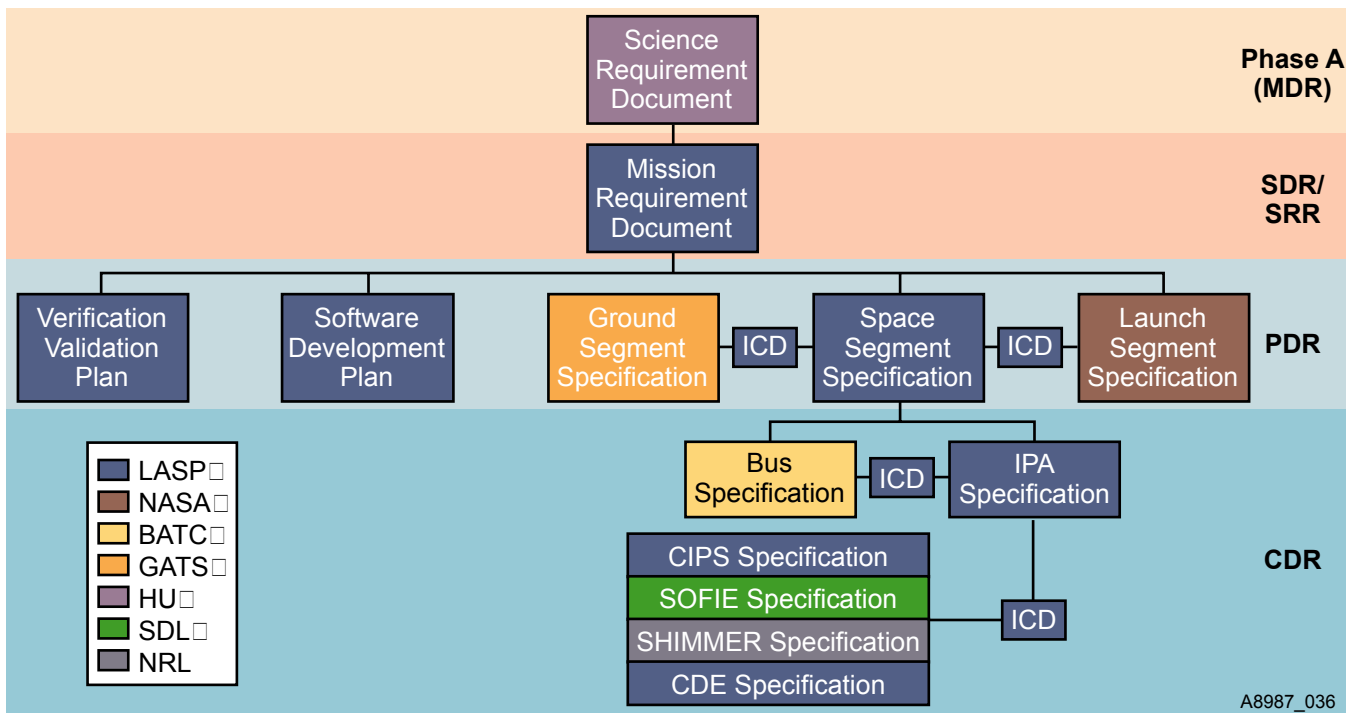 Science
Requirement
Document
Phase A
(MDR)
Mission
Requirement
Document
SDR/
SRR
Verification
Validation
Plan
Software
Development
Plan
Ground
Segment
Specification
ICD
Space
Segment
Specification
ICD
Launch
Segment
Specification
PDR
Bus
Specification
ICD
IPA
Specification
LASP□
NASA□
BATC□
GATS□
HU□
SDL□
NRL
CIPS Specification
SOFIE Specification
SHIMMER Specification
CDE Specification
ICD
CDR
A8987_036